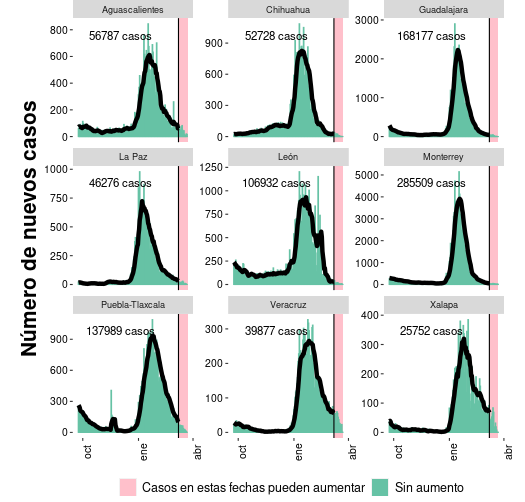 Número de nuevos casos
Aguascalientes
56787 casos
800
600
400
200
0
Chihuahua
52728 casos
900
600
300
0
Guadalajara
168177 casos
3000
2000
1000
0
La Paz
46276 casos
1000
750
500
250
0
León
106932 casos
1250
1000
750
500
250
0
Monterrey
285509 casos
5000
4000
3000
2000
1000
0
Puebla-Tlaxcala
137989 casos
900
600
300
0
oct
ene
abr
Veracruz
39877 casos
300
200
100
0
oct
ene
abr
Xalapa
25752 casos
400
300
200
100
0
oct
ene
abr
Casos en estas fechas pueden aumentar
Sin aumento